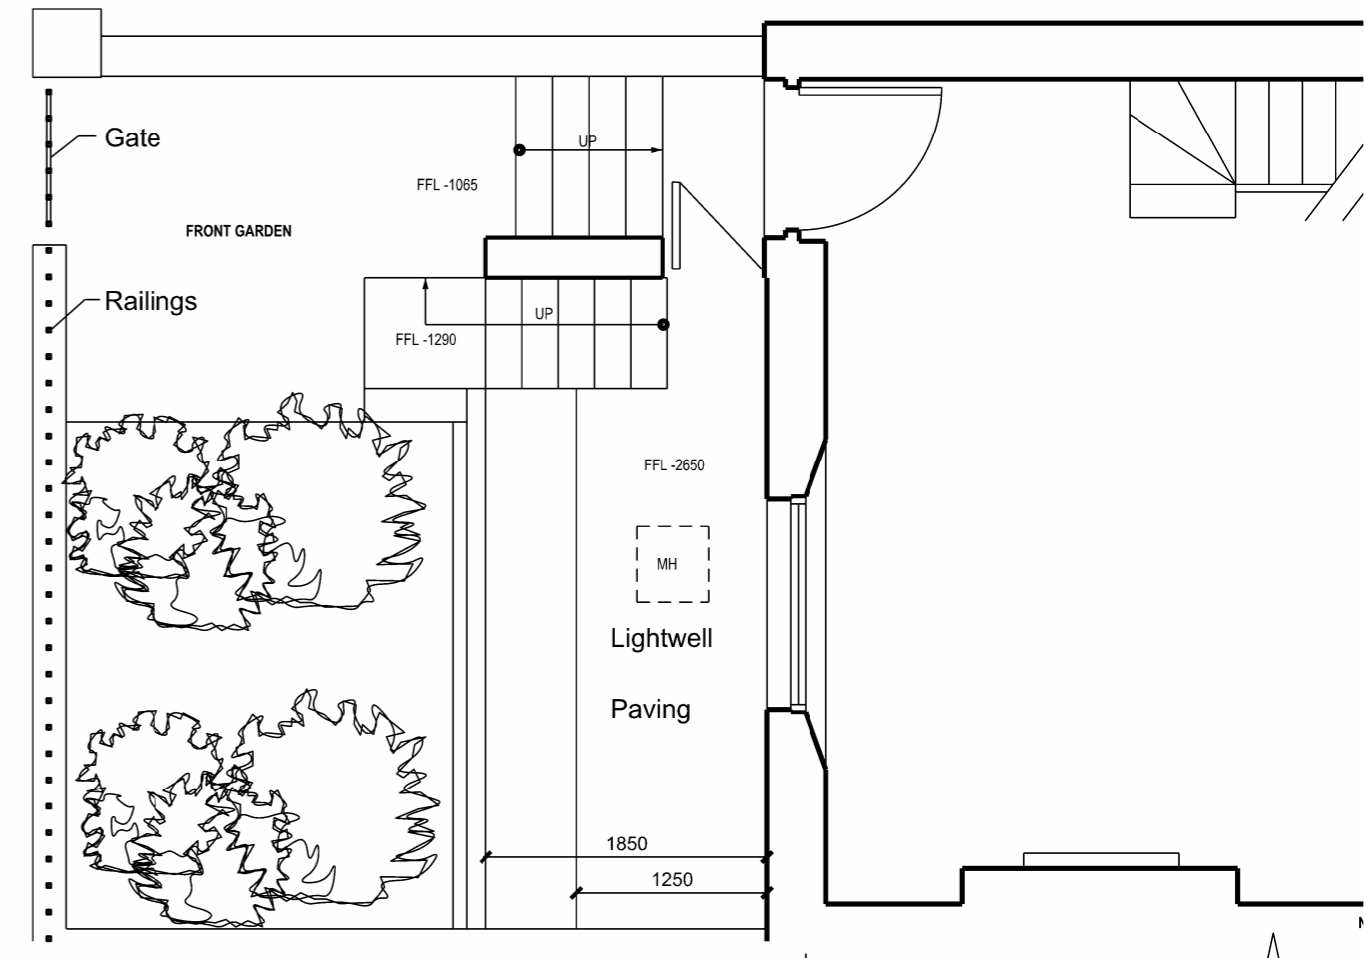 Gate
UP
FFL -1065
FRONT GARDEN
Railings
UP
FFL -1290
FFL -2650
MH
Lightwell
Paving
1850
1250